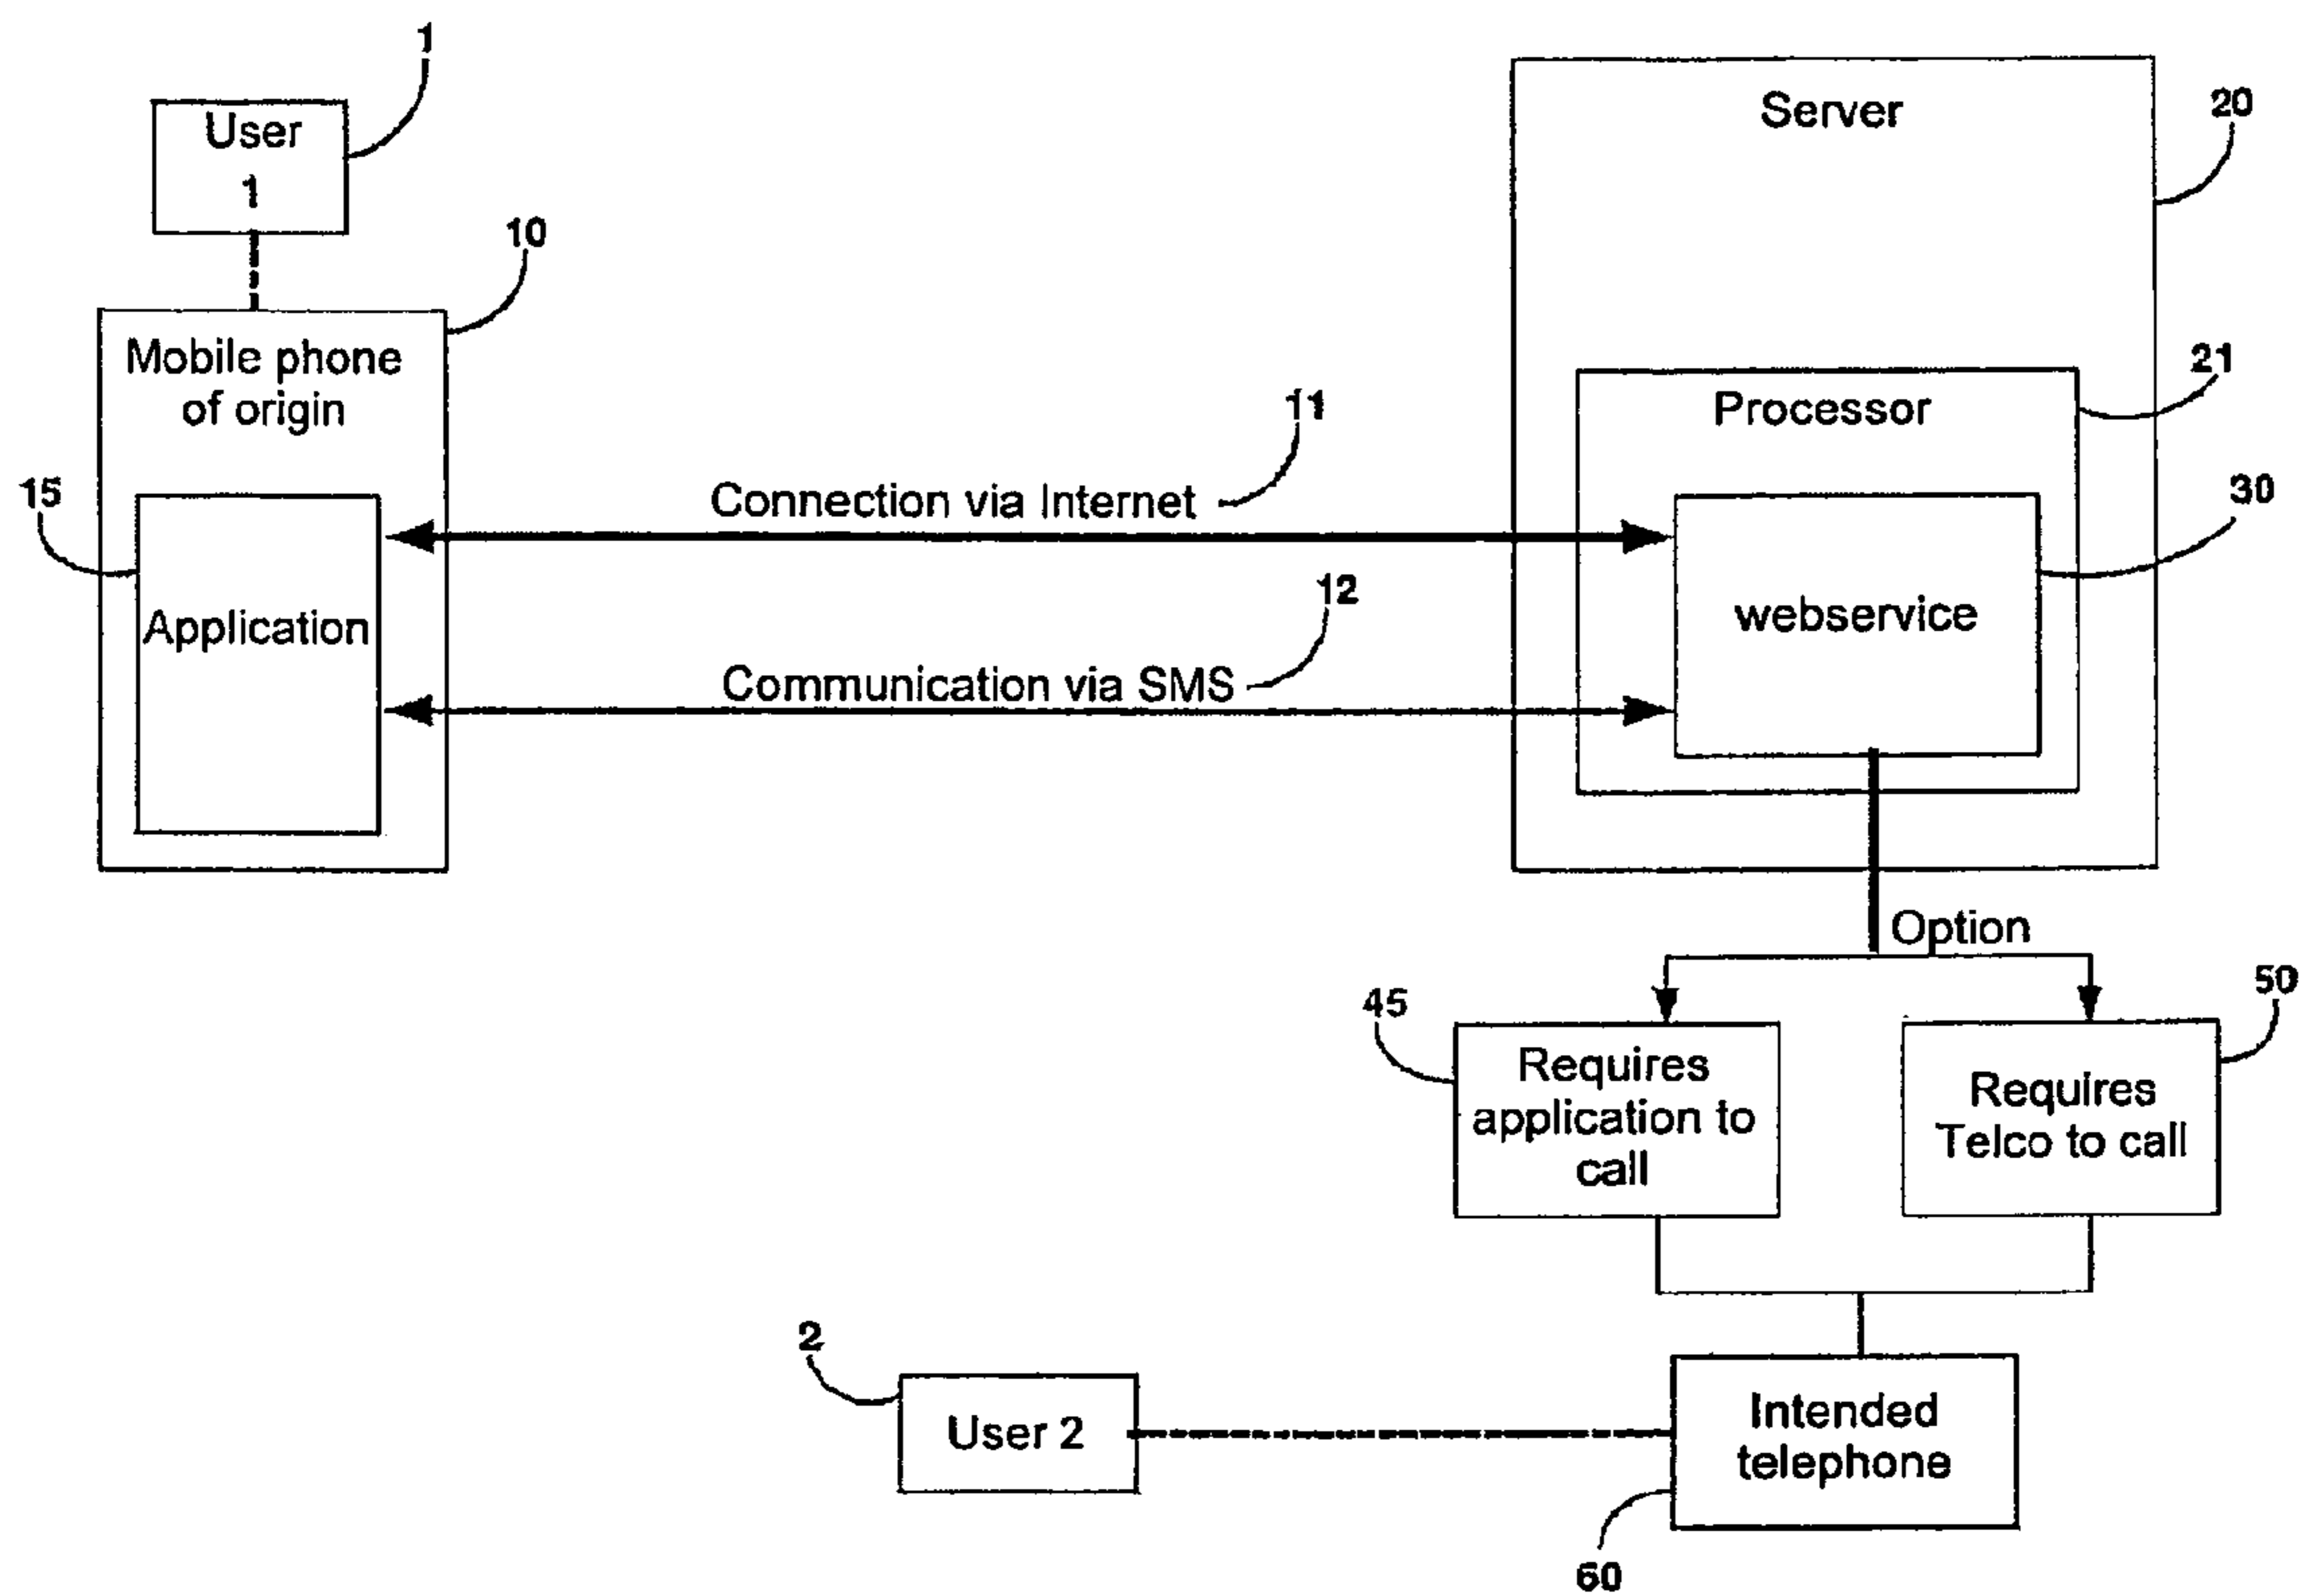 1
User
1
10
Mobile phone
of origin
15
Application
11
Connection via Internet
12
Communication via SMS
Server
20
21
Processor
30
webservice
Option
45
Requires
application to
call
50
Requires
Telco to call
2
User 2
Intended
telephone
60